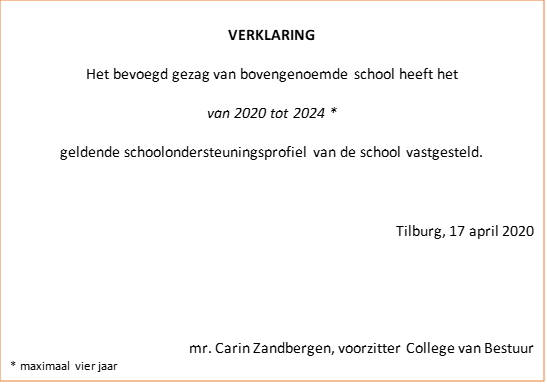 VERKLARING
Het bevoegd gezag van bovengenoemde school heeft het
van 2020 tot 2024 *
geldende schoolondersteuningsprofiel van de school vastgesteld.
Tilburg, 17 april 2020
mr. Carin Zandbergen, voorzitter College van Bestuur
* maximaal vier jaar